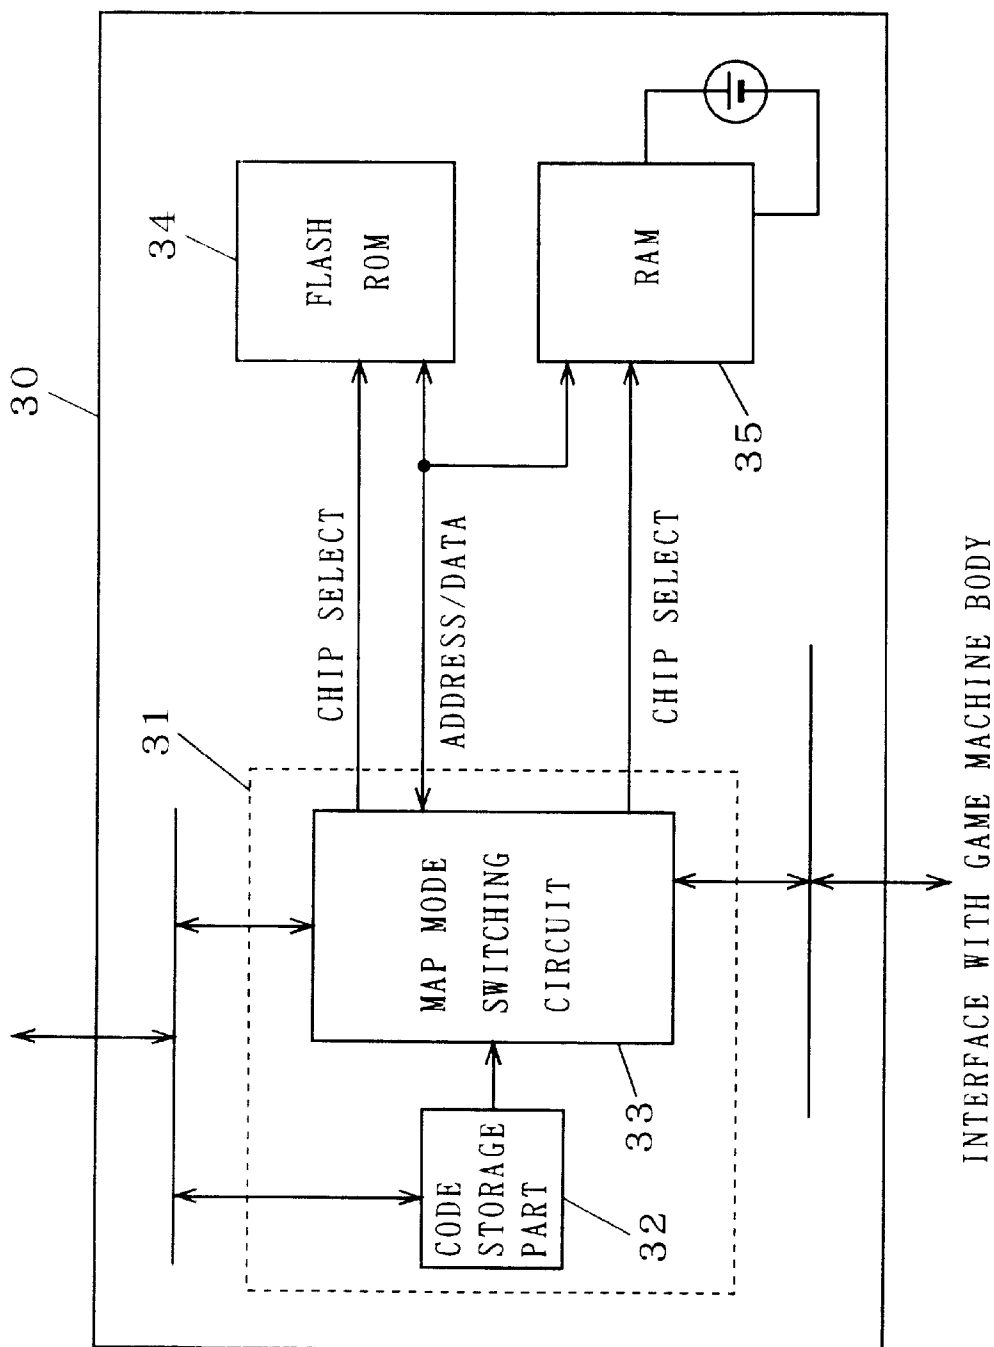 30
31
CODE
STORAGE
PART
32
MAP MODE
SWITCHING
CIRCUIT
33
CHIP SELECT
ADDRESS/DATA
CHIP SELECT
34
FLASH
ROM
RAM
35
INTERFACE WITH GAME MACHINE BODY